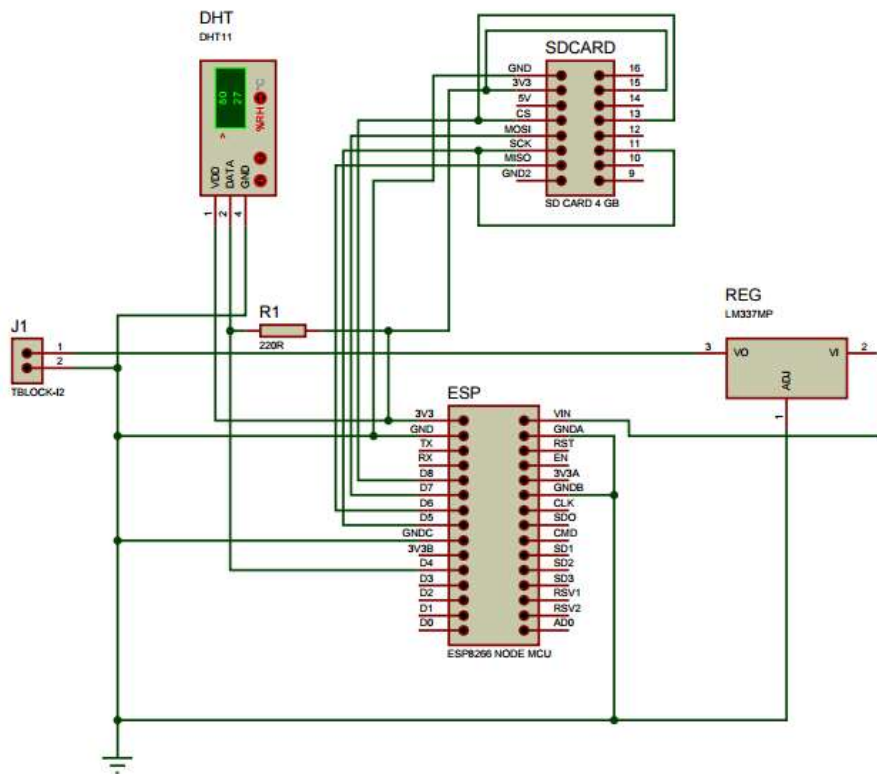 DHT
DHT11
80
27
°C
%RH
>
VDD
DATA
GND
1
2
4
SDCARD
GND
3V3
5V
CS
MOSI
SCK
MISO
GND2
16
15
14
13
12
11
10
9
SD CARD 4 GB
R1
220R
J1
1
2
TBLOCK-I2
REG
LM337MP
3
VO
VI
2
ADJ
1
ESP
3V3
GND
TX
RX
D8
D7
D6
D5
GNDC
3V3B
D4
D3
D2
D1
D0
VIN
GNDA
RST
EN
3V3A
GNDB
CLK
SDO
CMD
SD1
SD2
SD3
RSV1
RSV2
AD0
ESP8266 NODE MCU